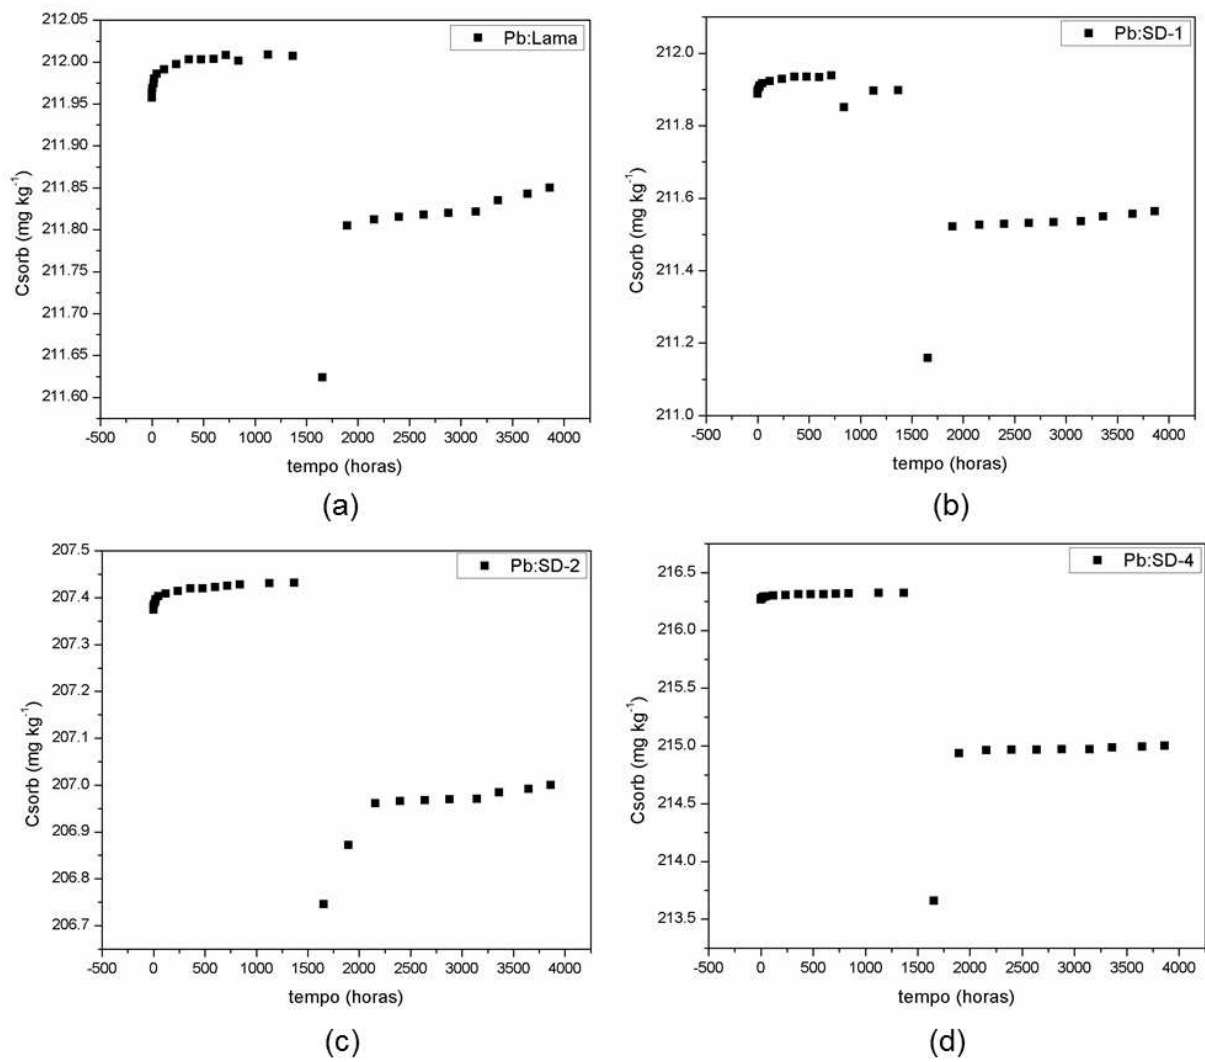 212.05
212.00
211.95
211.90
211.85
211.80
211.75
211.70
211.65
211.60
Csorb (mg kg-1)
-500 0 500 1000 1500 2000 2500 3000 3500 4000
tempo (horas)
Pb:Lama
(a)
212.0
211.8
211.6
211.4
211.2
211.0
Csorb (mg kg-1)
-500 0 500 1000 1500 2000 2500 3000 3500 4000
tempo (horas)
Pb:SD-1
(b)
207.5
207.4
207.3
207.2
207.1
207.0
206.9
206.8
206.7
Csorb (mg kg-1)
-500 0 500 1000 1500 2000 2500 3000 3500 4000
tempo (horas)
Pb:SD-2
(c)
216.5
216.0
215.5
215.0
214.5
214.0
213.5
Csorb (mg kg-1)
-500 0 500 1000 1500 2000 2500 3000 3500 4000
tempo (horas)
Pb:SD-4
(d)